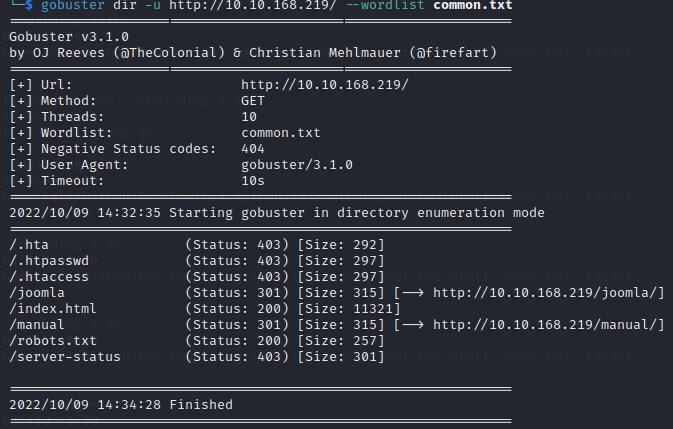 └─$ gobuster dir -u http://10.10.168.219/ --wordlist common.txt
===============================================================
Gobuster v3.1.0
by OJ Reeves (@TheColonial) & Christian Mehlmauer (@firefart)
===============================================================
[+] Url:                     http://10.10.168.219/
[+] Method:                  GET
[+] Threads:                 10
[+] Wordlist:                common.txt
[+] Negative Status codes:   404
[+] User Agent:              gobuster/3.1.0
[+] Timeout:                 10s
===============================================================
2022/10/09 14:32:35 Starting gobuster in directory enumeration mode
===============================================================
/.hta                 (Status: 403) [Size: 292]
/.htpasswd            (Status: 403) [Size: 297]
/.htaccess            (Status: 403) [Size: 297]
/joomla               (Status: 301) [Size: 315] [--> http://10.10.168.219/joomla/]
/index.html           (Status: 200) [Size: 11321]
/manual               (Status: 301) [Size: 315] [--> http://10.10.168.219/manual/]
/robots.txt           (Status: 200) [Size: 257]
/server-status        (Status: 403) [Size: 301]
===============================================================
2022/10/09 14:34:28 Finished
===============================================================